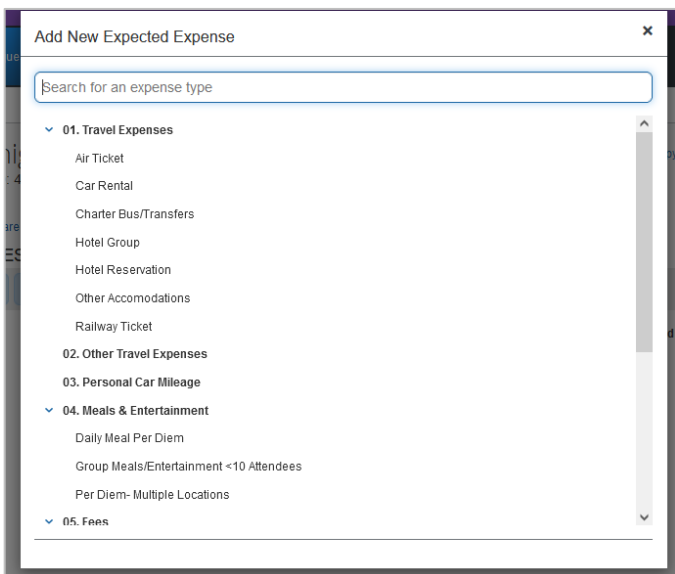 Add New Expected Expense ×
Search for an expense type
01. Travel Expenses
Air Ticket
Car Rental
Charter Bus/Transfers
Hotel Group
Hotel Reservation
Other Accomodations
Railway Ticket
02. Other Travel Expenses
03. Personal Car Mileage
04. Meals & Entertainment
Daily Meal Per Diem
Group Meals/Entertainment <10 Attendees
Per Diem- Multiple Locations
05. Fees